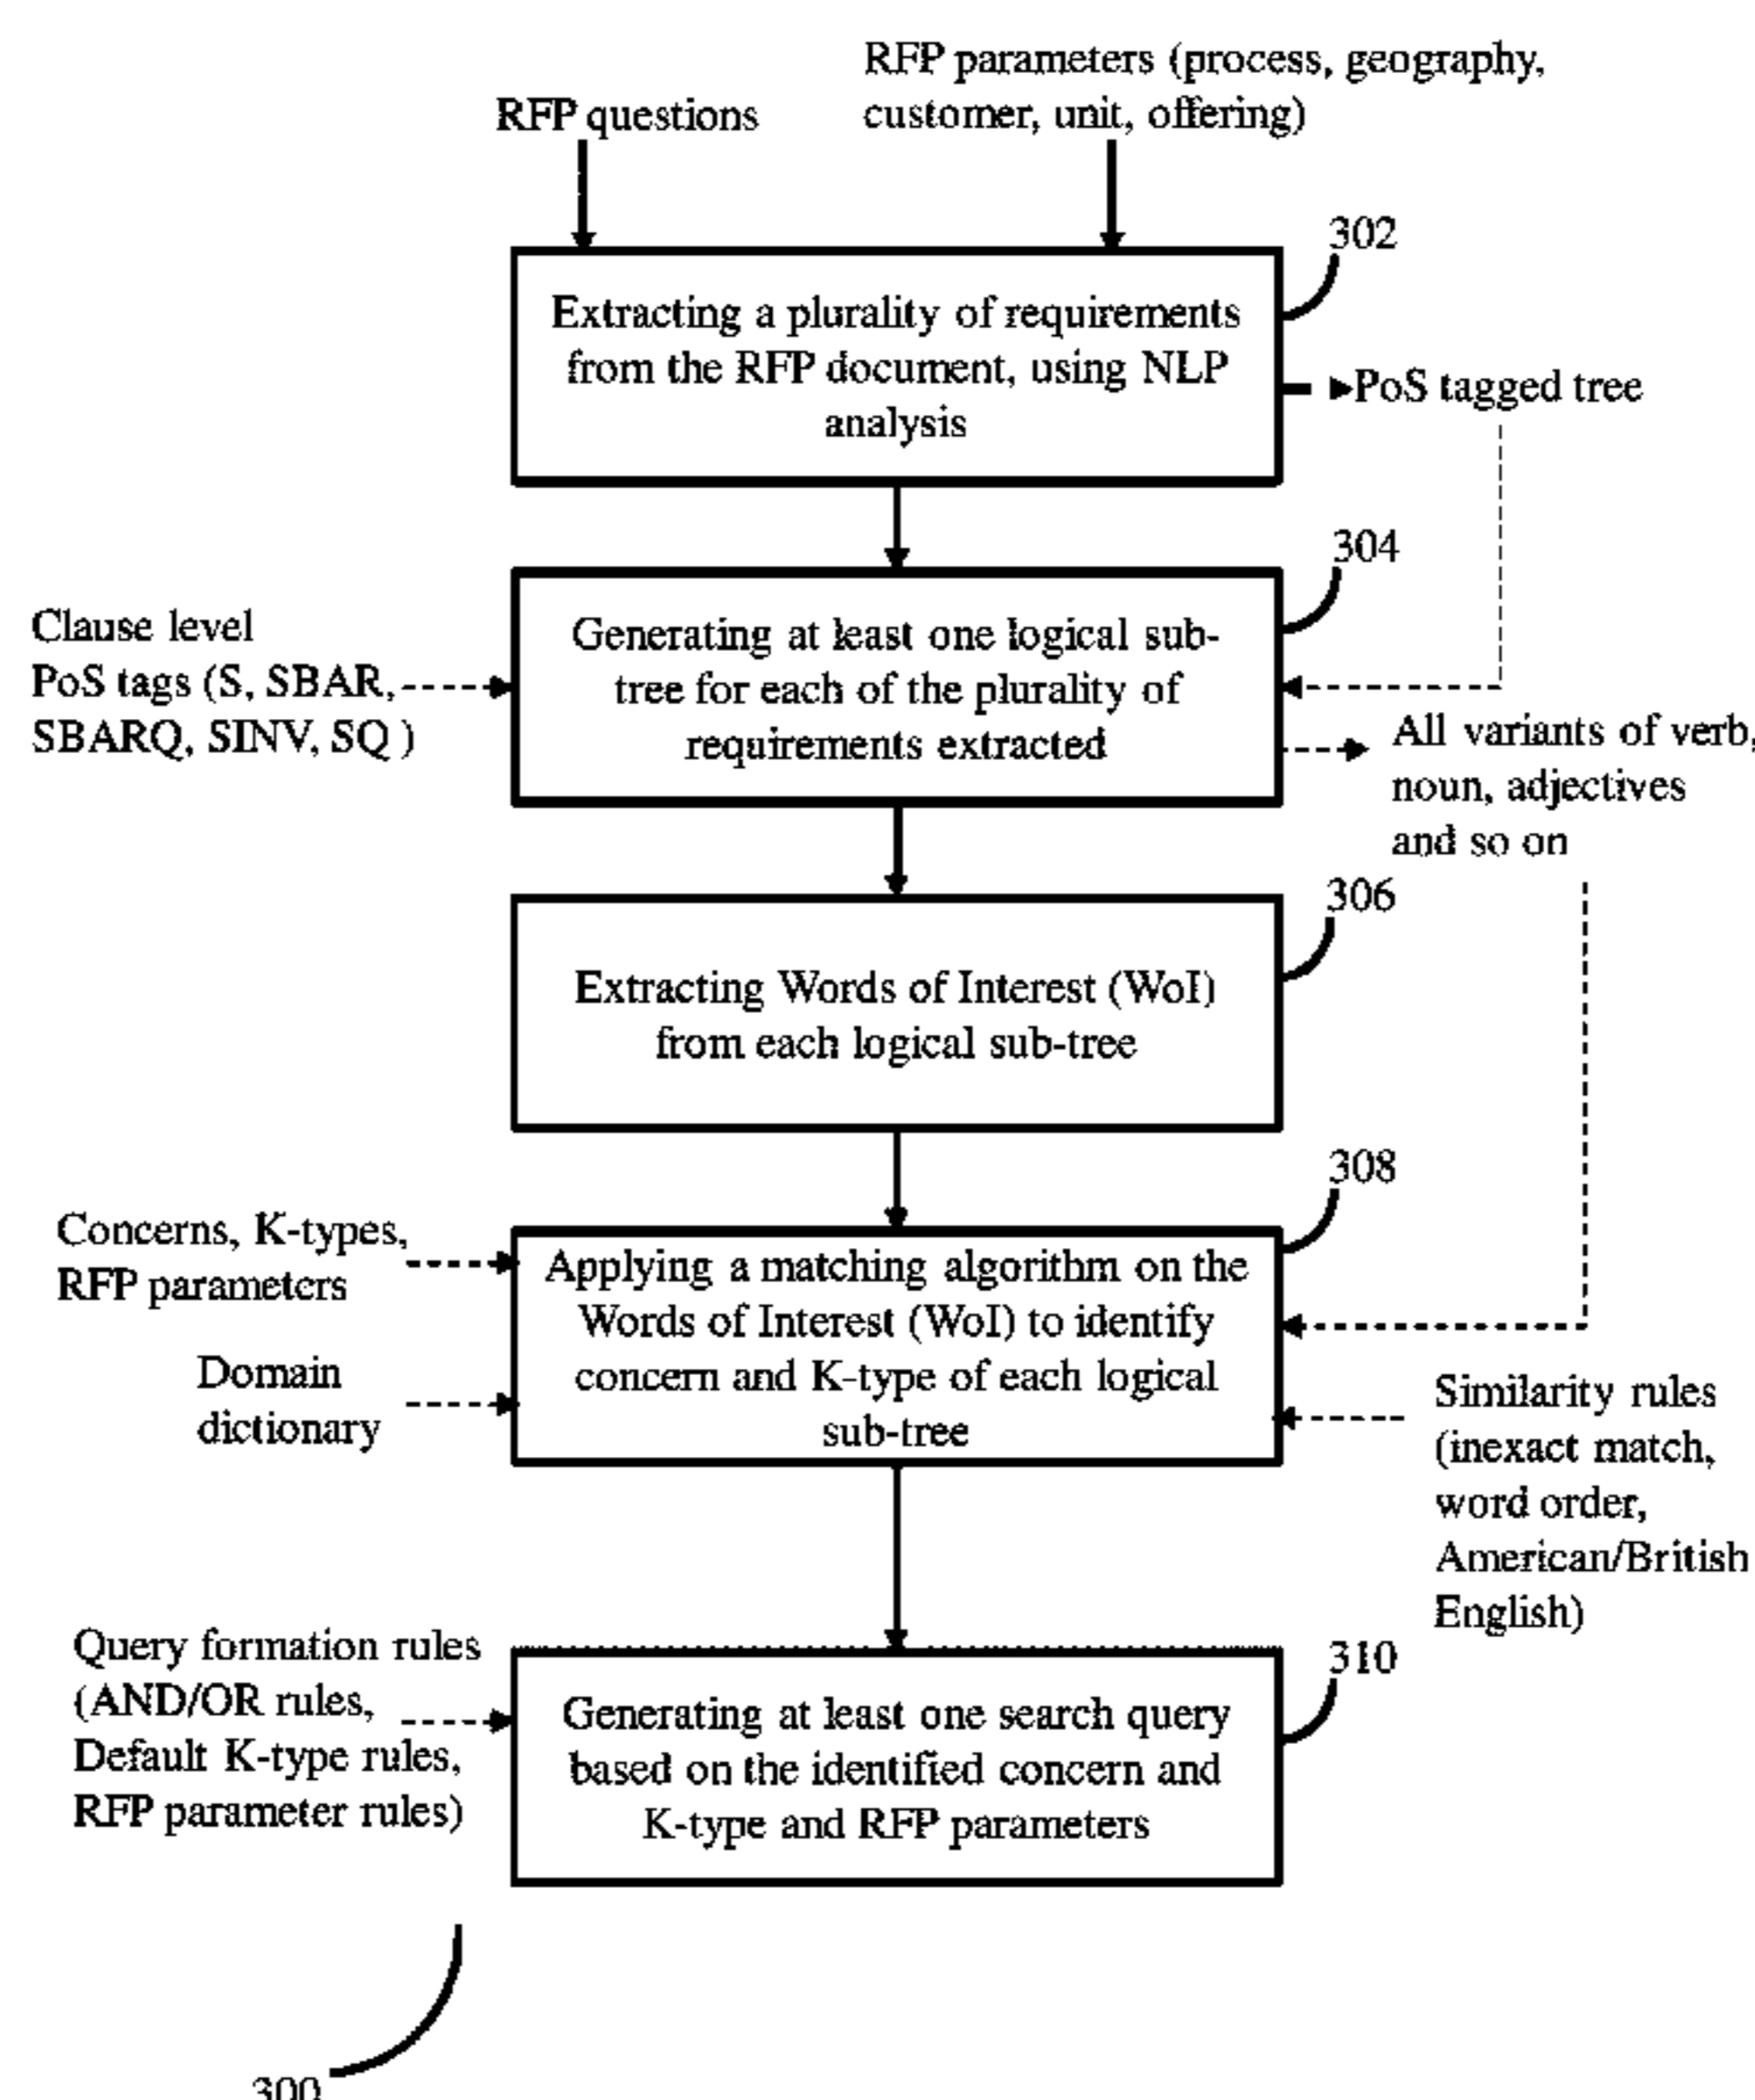 RFP questions
RFP parameters (process, geography,
customer, unit, offering)
302
Extracting a plurality of requirements
from the RFP document, using NLP
analysis
PoS tagged tree
304
Clause level
PoS tags (S, SBAR,
SBARQ, SINV, SQ )
Generating at least one logical sub-
tree for each of the plurality of
requirements extracted
All variants of verb,
noun, adjectives
and so on
306
Extracting Words of Interest (WoI)
from each logical sub-tree
308
Concerns, K-types,
RFP parameters
Domain
dictionary
Applying a matching algorithm on the
Words of Interest (WoI) to identify
concern and K-type of each logical
sub-tree
Similarity rules
(inexact match,
word order,
American/British
English)
310
Query formation rules
(AND/OR rules,
Default K-type rules,
RFP parameter rules)
Generating at least one search query
based on the identified concern and
K-type and RFP parameters
300